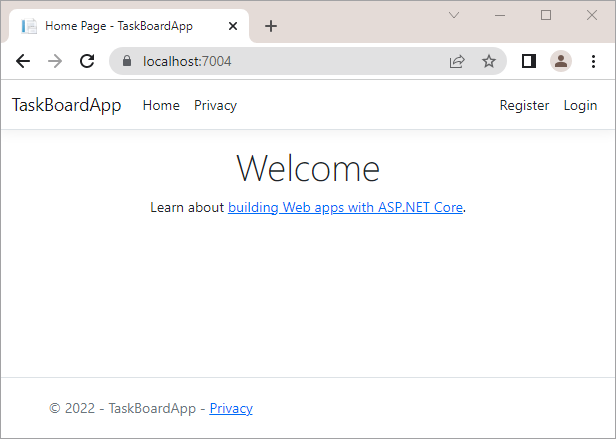 Home Page - TaskBoardApp
localhost:7004
TaskBoardApp Home Privacy Register Login
Welcome
Learn about building Web apps with ASP.NET Core.
© 2022 - TaskBoardApp - Privacy